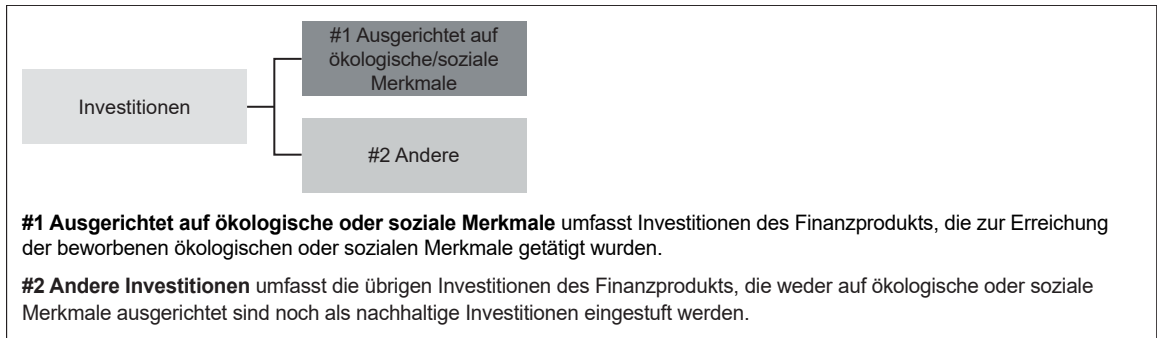 #1 Ausgerichtet auf
ökologische/soziale
Merkmale
Investitionen
#2 Andere
#1 Ausgerichtet auf ökologische oder soziale Merkmale umfasst Investitionen des Finanzprodukts, die zur Erreichung
der beworbenen ökologischen oder sozialen Merkmale getätigt wurden.
#2 Andere Investitionen umfasst die übrigen Investitionen des Finanzprodukts, die weder auf ökologische oder soziale
Merkmale ausgerichtet sind noch als nachhaltige Investitionen eingestuft werden.